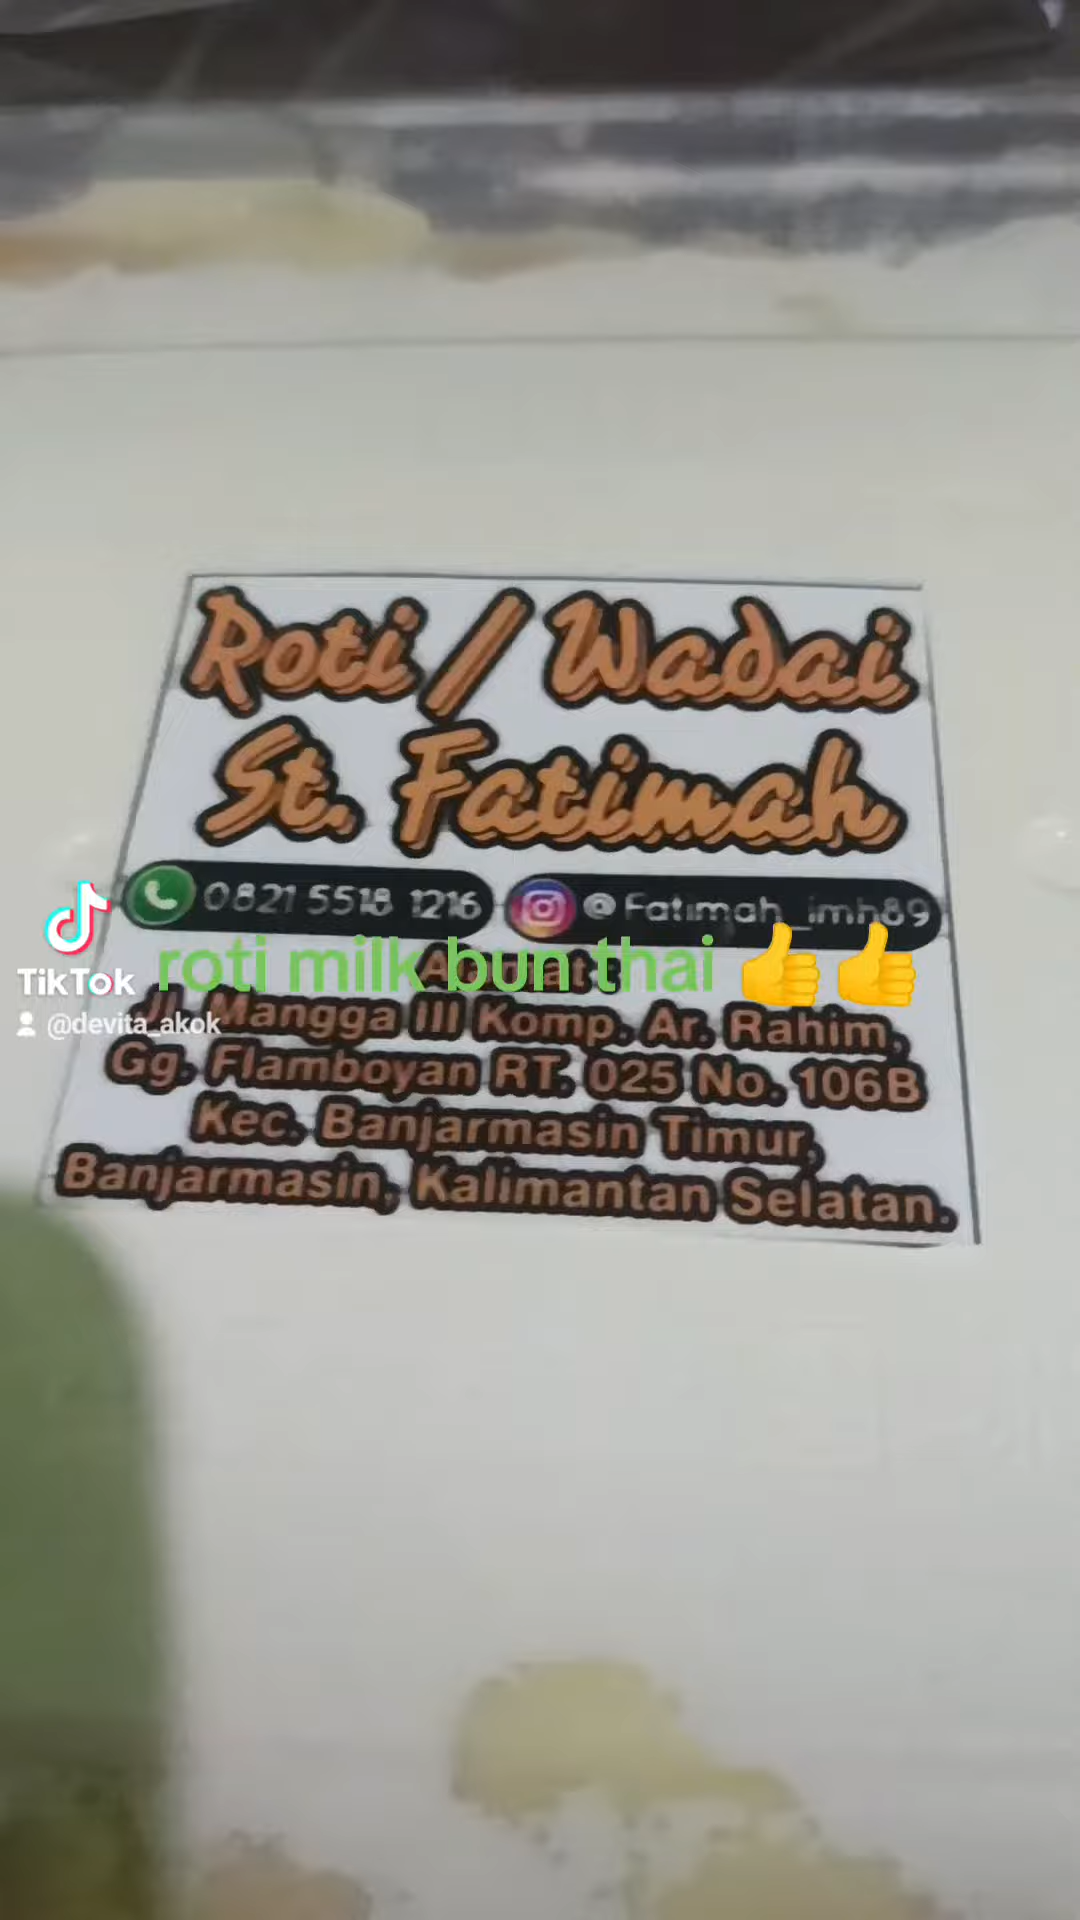 Roti / Wadai
St. Fatimah
0821 5518 1216 @Fatimah_imh89
Alamat :
Jl. Mangga III Komp. Ar. Rahim,
Gg. Flamboyan RT. 025 No. 106B
Kec. Banjarmasin Timur,
Banjarmasin, Kalimantan Selatan.
roti milk bun thai 👍👍
TikTok
@devita_akok